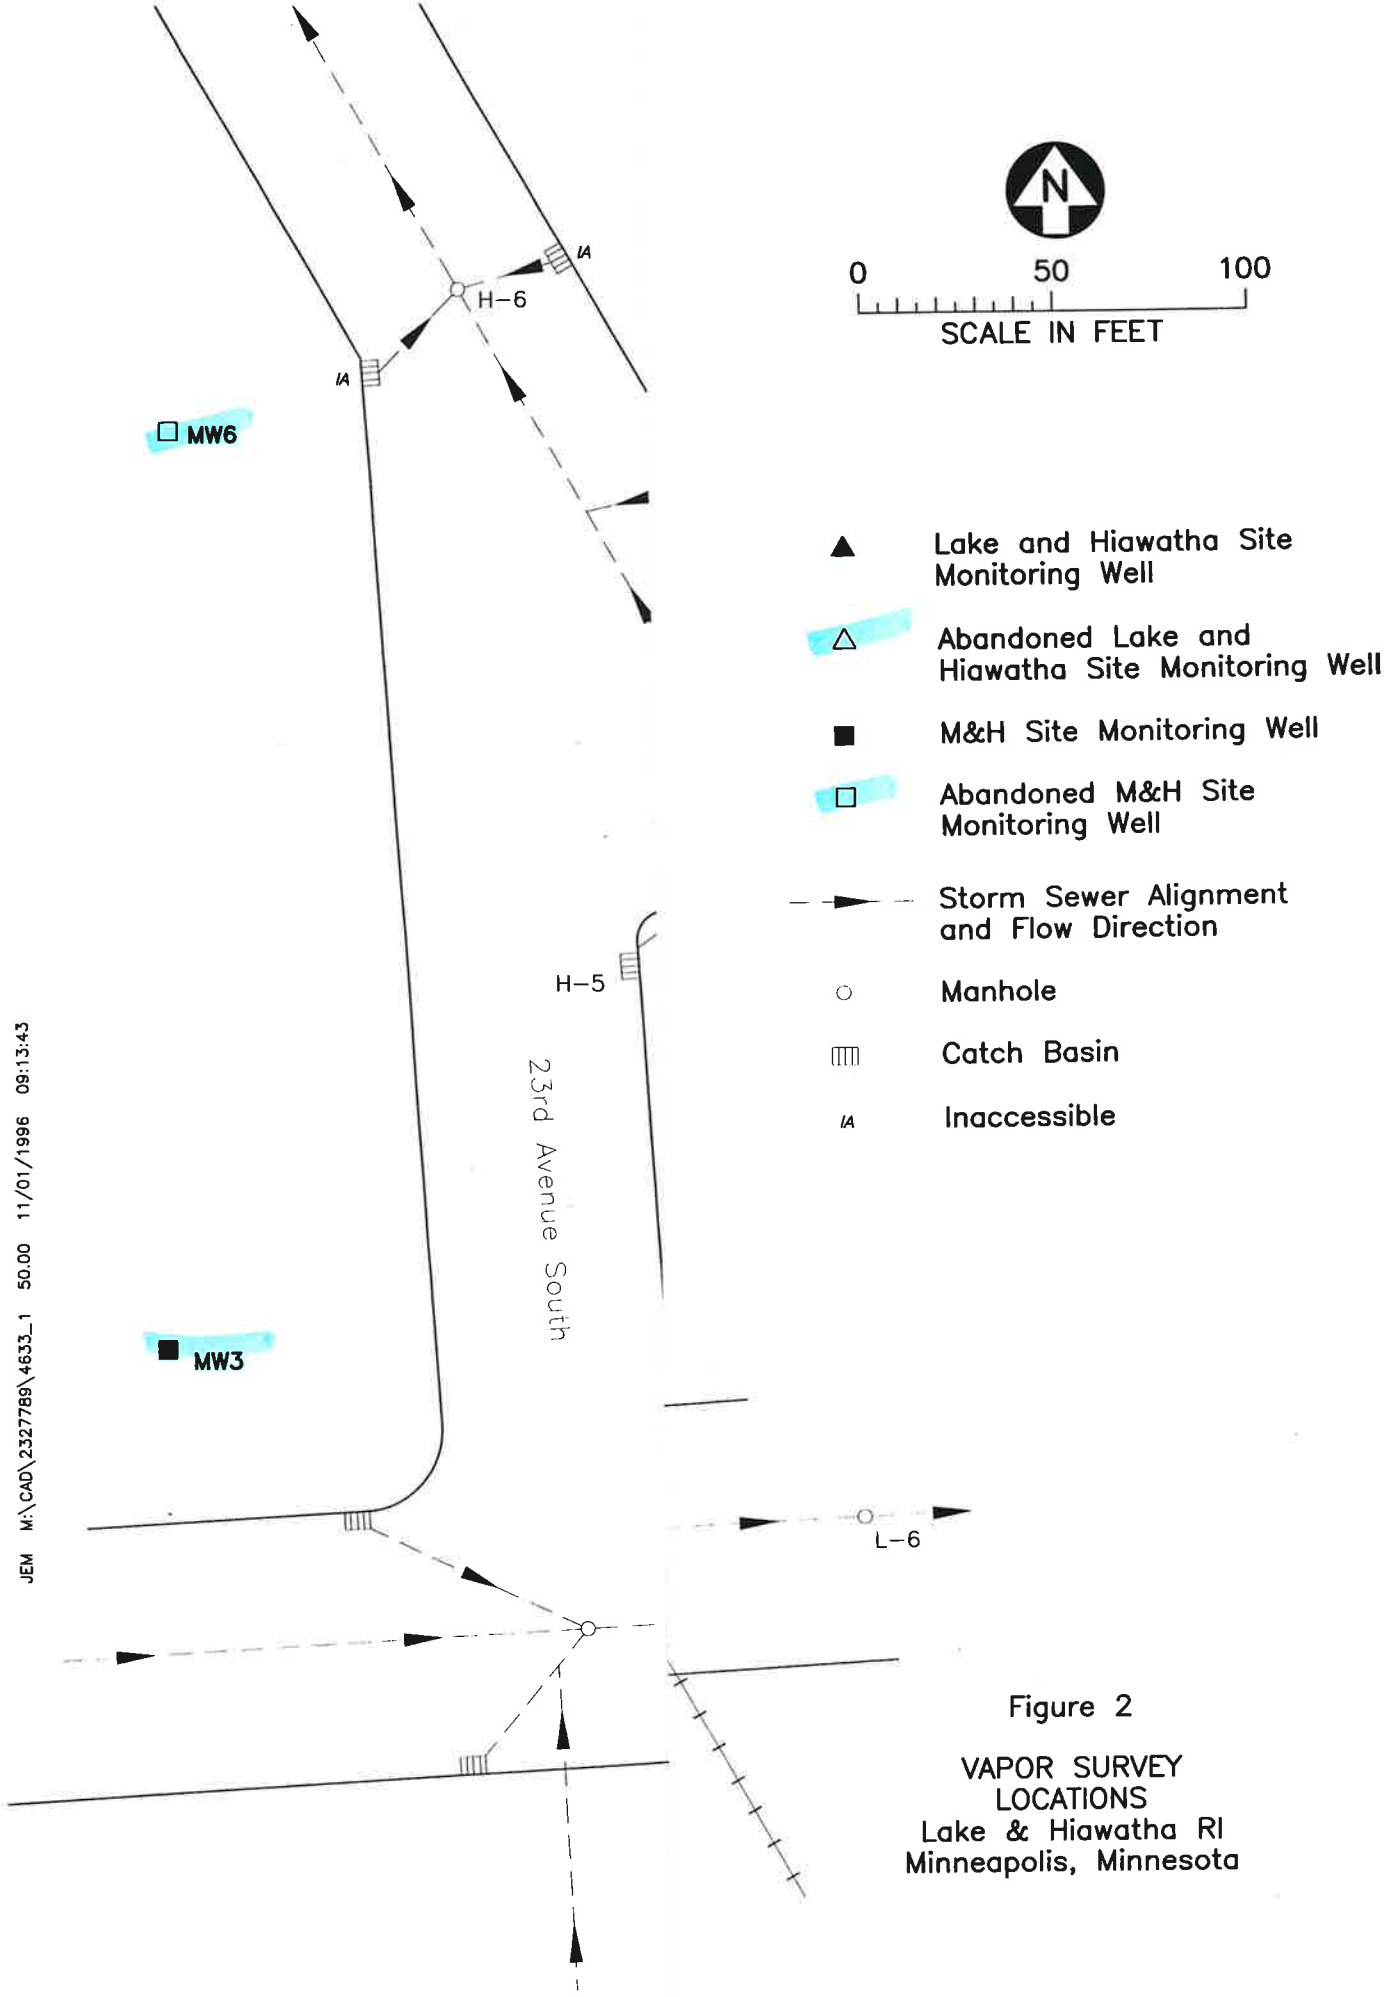 N
0 50 100
SCALE IN FEET
IA
H-6
IA
MW6
Lake and Hiawatha Site
Monitoring Well
Abandoned Lake and
Hiawatha Site Monitoring Well
M&H Site Monitoring Well
Abandoned M&H Site
Monitoring Well
Storm Sewer Alignment
and Flow Direction
Manhole
Catch Basin
IA Inaccessible
H-5
23rd Avenue South
MW3
L-6
JEM M:\CAD\2327789\4633_1 50.00 11/01/1996 09:13:43
Figure 2
VAPOR SURVEY
LOCATIONS
Lake & Hiawatha RI
Minneapolis, Minnesota